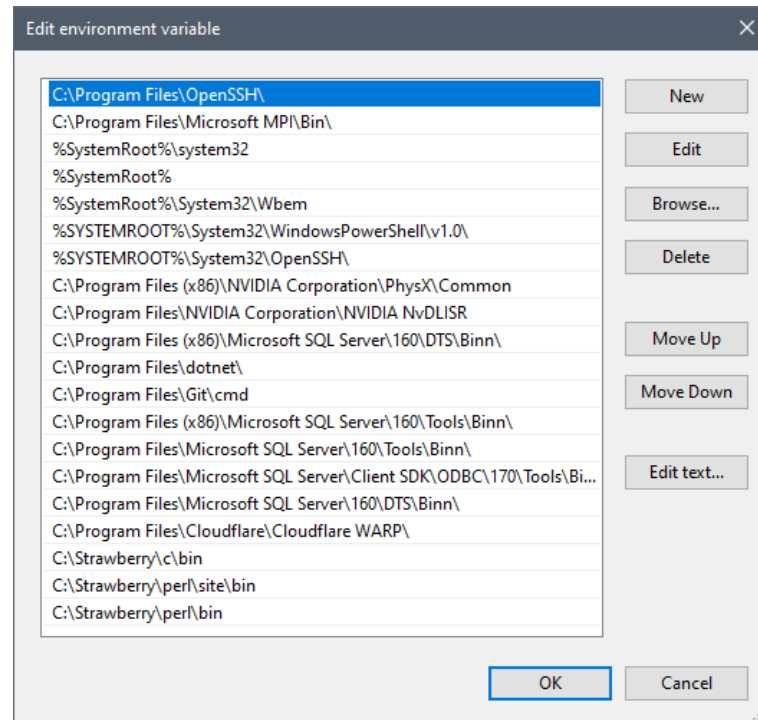 Edit environment variable
C:\Program Files\OpenSSH\
C:\Program Files\Microsoft MPI\Bin\
%SystemRoot%\system32
%SystemRoot%
%SystemRoot%\System32\Wbem
%SYSTEMROOT%\System32\WindowsPowerShell\v1.0\
%SYSTEMROOT%\System32\OpenSSH\
C:\Program Files (x86)\NVIDIA Corporation\PhysX\Common
C:\Program Files\NVIDIA Corporation\NVIDIA NvDLISR
C:\Program Files (x86)\Microsoft SQL Server\160\DTS\Binn\
C:\Program Files\dotnet\
C:\Program Files\Git\cmd
C:\Program Files (x86)\Microsoft SQL Server\160\Tools\Binn\
C:\Program Files\Microsoft SQL Server\160\Tools\Binn\
C:\Program Files\Microsoft SQL Server\Client SDK\ODBC\170\Tools\Bi...
C:\Program Files\Microsoft SQL Server\160\DTS\Binn\
C:\Program Files\Cloudflare\Cloudflare WARP\
C:\Strawberry\c\bin
C:\Strawberry\perl\site\bin
C:\Strawberry\perl\bin
New
Edit
Browse...
Delete
Move Up
Move Down
Edit text...
OK
Cancel